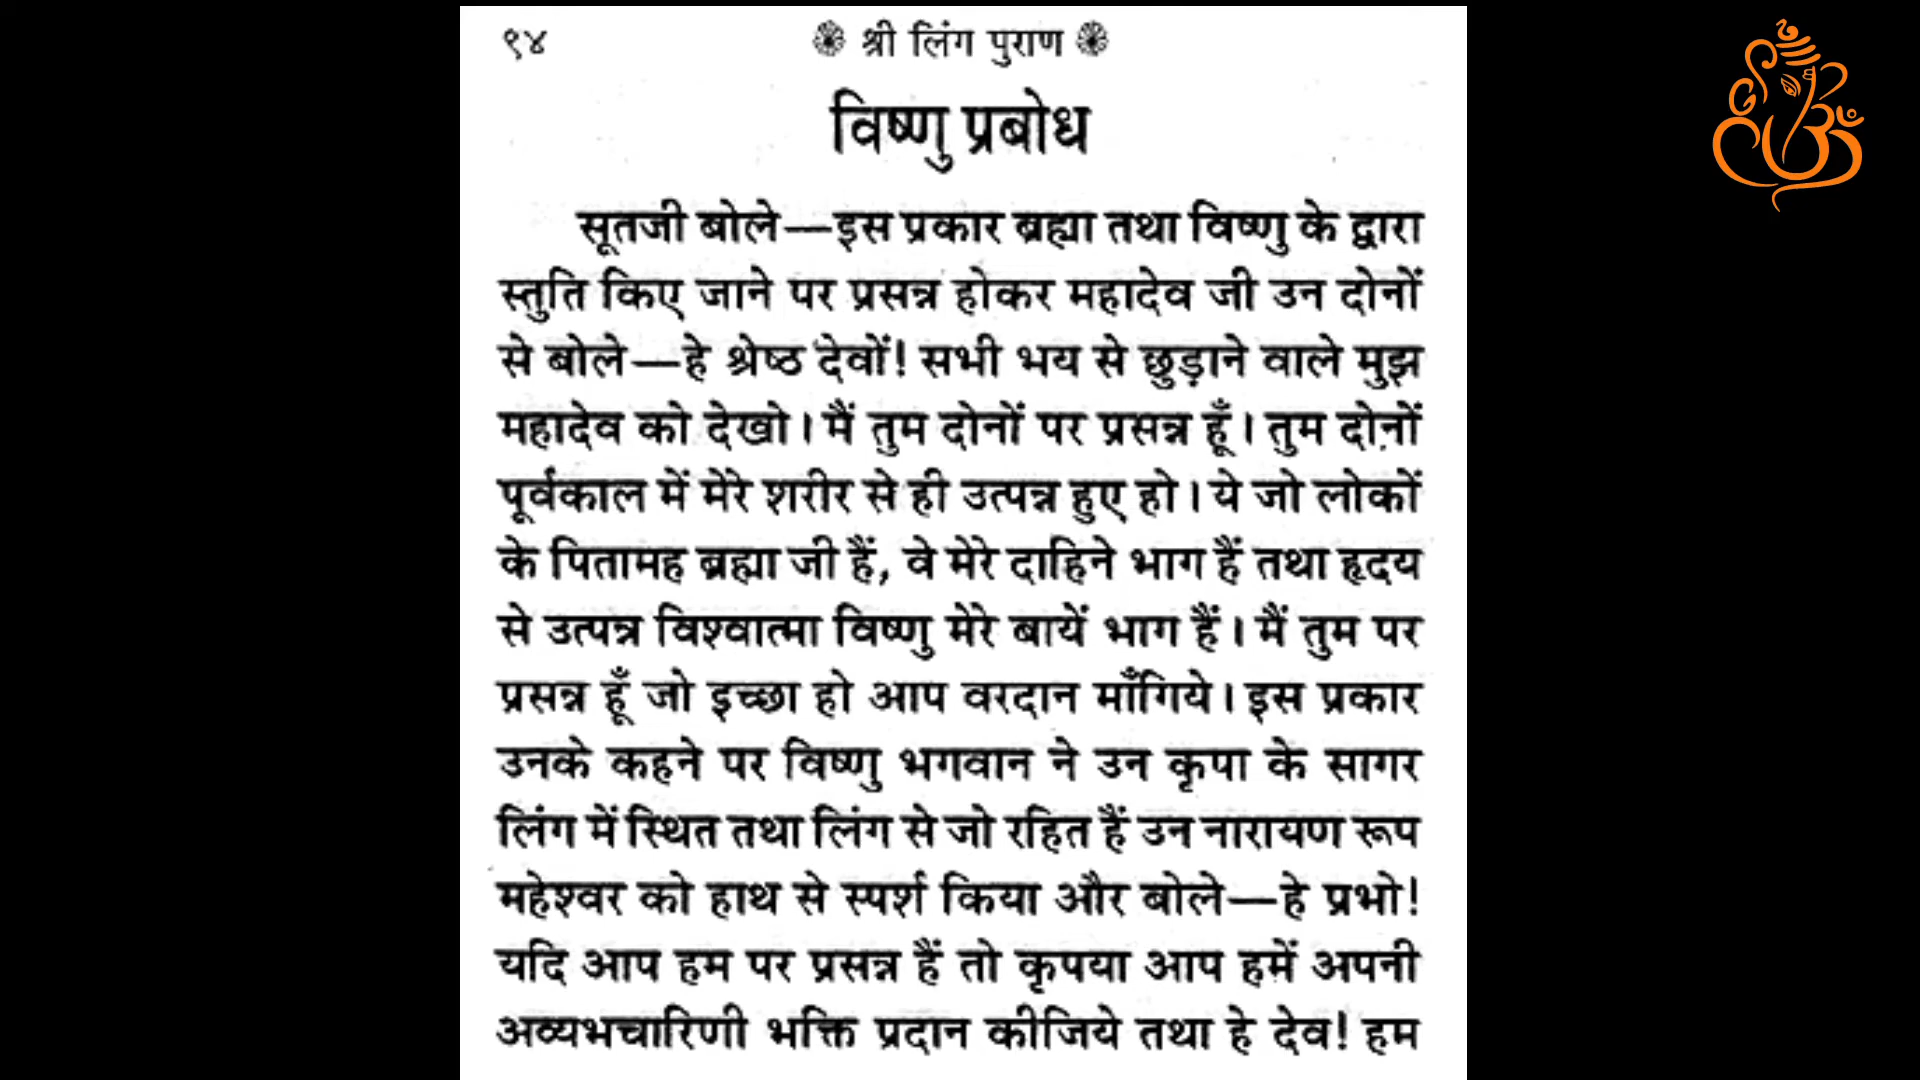 ९४
श्री लिंग पुराण
विष्णु प्रबोध
सूतजी बोले—इस प्रकार ब्रह्मा तथा विष्णु के द्वारा
स्तुति किए जाने पर प्रसन्न होकर महादेव जी उन दोनों
से बोले—हे श्रेष्ठ देवों! सभी भय से छुड़ाने वाले मुझ
महादेव को देखो। मैं तुम दोनों पर प्रसन्न हूँ। तुम दोनों
पूर्वकाल में मेरे शरीर से ही उत्पन्न हुए हो। ये जो लोकों
के पितामह ब्रह्मा जी हैं, वे मेरे दाहिने भाग हैं तथा हृदय
से उत्पन्न विश्वात्मा विष्णु मेरे बायें भाग हैं। मैं तुम पर
प्रसन्न हूँ जो इच्छा हो आप वरदान माँगिये। इस प्रकार
उनके कहने पर विष्णु भगवान ने उन कृपा के सागर
लिंग में स्थित तथा लिंग से जो रहित हैं उन नारायण रूप
महेश्वर को हाथ से स्पर्श किया और बोले—हे प्रभो!
यदि आप हम पर प्रसन्न हैं तो कृपया आप हमें अपनी
अव्यभचारिणी भक्ति प्रदान कीजिये तथा हे देव! हम